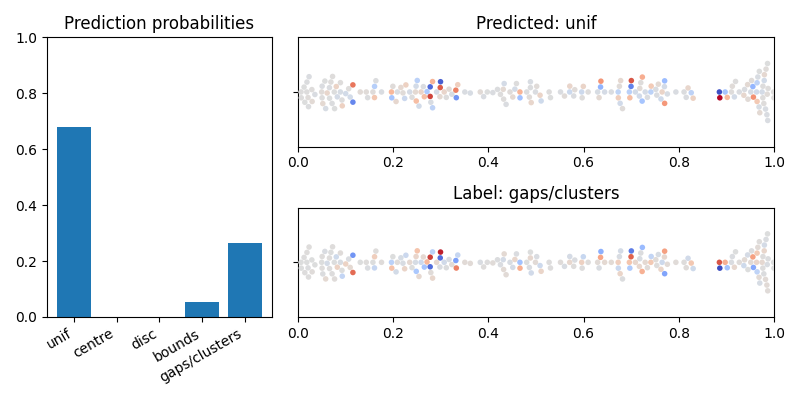 Prediction probabilities
1.0
0.8
0.6
0.4
0.2
0.0
unif
centre
disc
bounds
gaps/clusters
Predicted: unif
0.0 0.2 0.4 0.6 0.8 1.0
Label: gaps/clusters
0.0 0.2 0.4 0.6 0.8 1.0